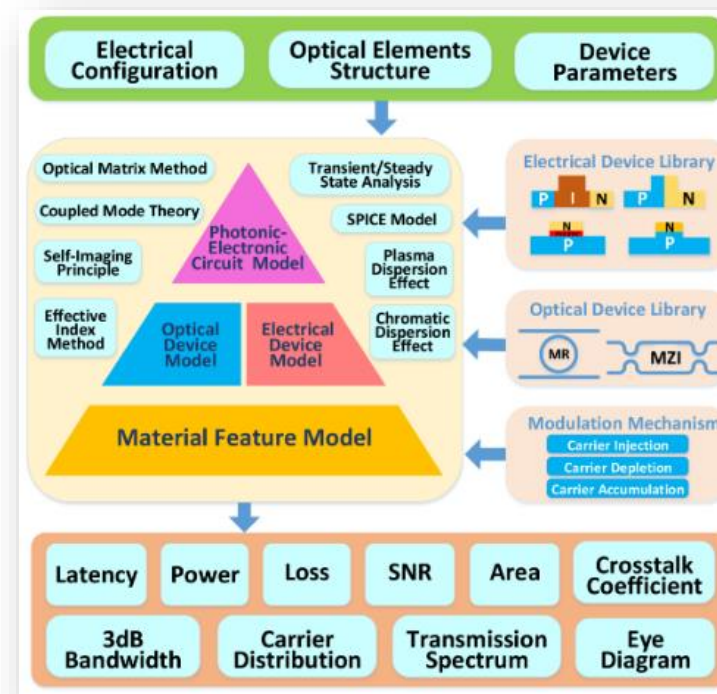 Electrical
Configuration
Optical Elements
Structure
Device
Parameters
Optical Matrix Method
Coupled Mode Theory
Self-Imaging
Principle
Effective
Index
Method
Photonic-
Electronic
Circuit Model
Optical
Device
Model
Electrical
Device
Model
Material Feature Model
Transient/Steady
State Analysis
SPICE Model
Plasma
Dispersion
Effect
Chromatic
Dispersion
Effect
Electrical Device Library
P I N
P N
N
P
N
P
Optical Device Library
MR
MZI
Modulation Mechanism
Carrier Injection
Carrier Depletion
Carrier Accumulation
Latency
Power
Loss
SNR
Area
Crosstalk
Coefficient
3dB
Bandwidth
Carrier
Distribution
Transmission
Spectrum
Eye
Diagram